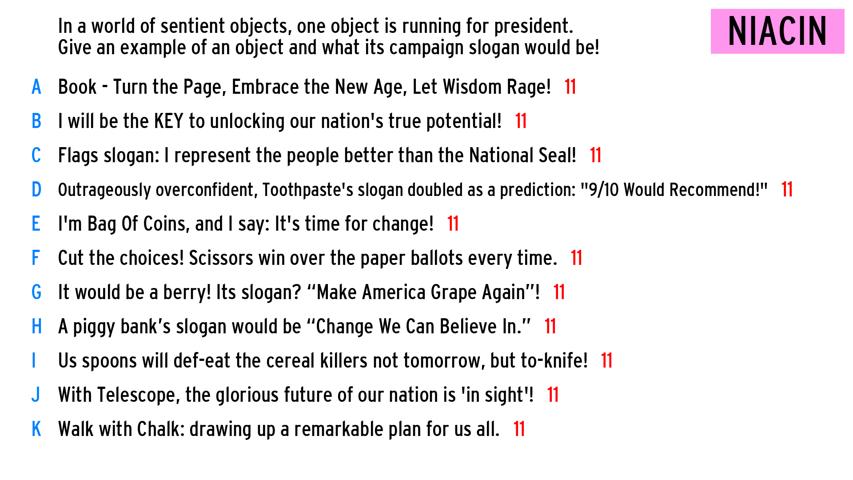 In a world of sentient objects, one object is running for president.
Give an example of an object and what its campaign slogan would be!
NIACIN
A Book - Turn the Page, Embrace the New Age, Let Wisdom Rage! 11
B I will be the KEY to unlocking our nation's true potential! 11
C Flags slogan: I represent the people better than the National Seal! 11
D Outrageously overconfident, Toothpaste's slogan doubled as a prediction: "9/10 Would Recommend!" 11
E I'm Bag Of Coins, and I say: It's time for change! 11
F Cut the choices! Scissors win over the paper ballots every time. 11
G It would be a berry! Its slogan? “Make America Grape Again”! 11
H A piggy bank’s slogan would be “Change We Can Believe In.” 11
I Us spoons will def-eat the cereal killers not tomorrow, but to-knife! 11
J With Telescope, the glorious future of our nation is 'in sight'! 11
K Walk with Chalk: drawing up a remarkable plan for us all. 11